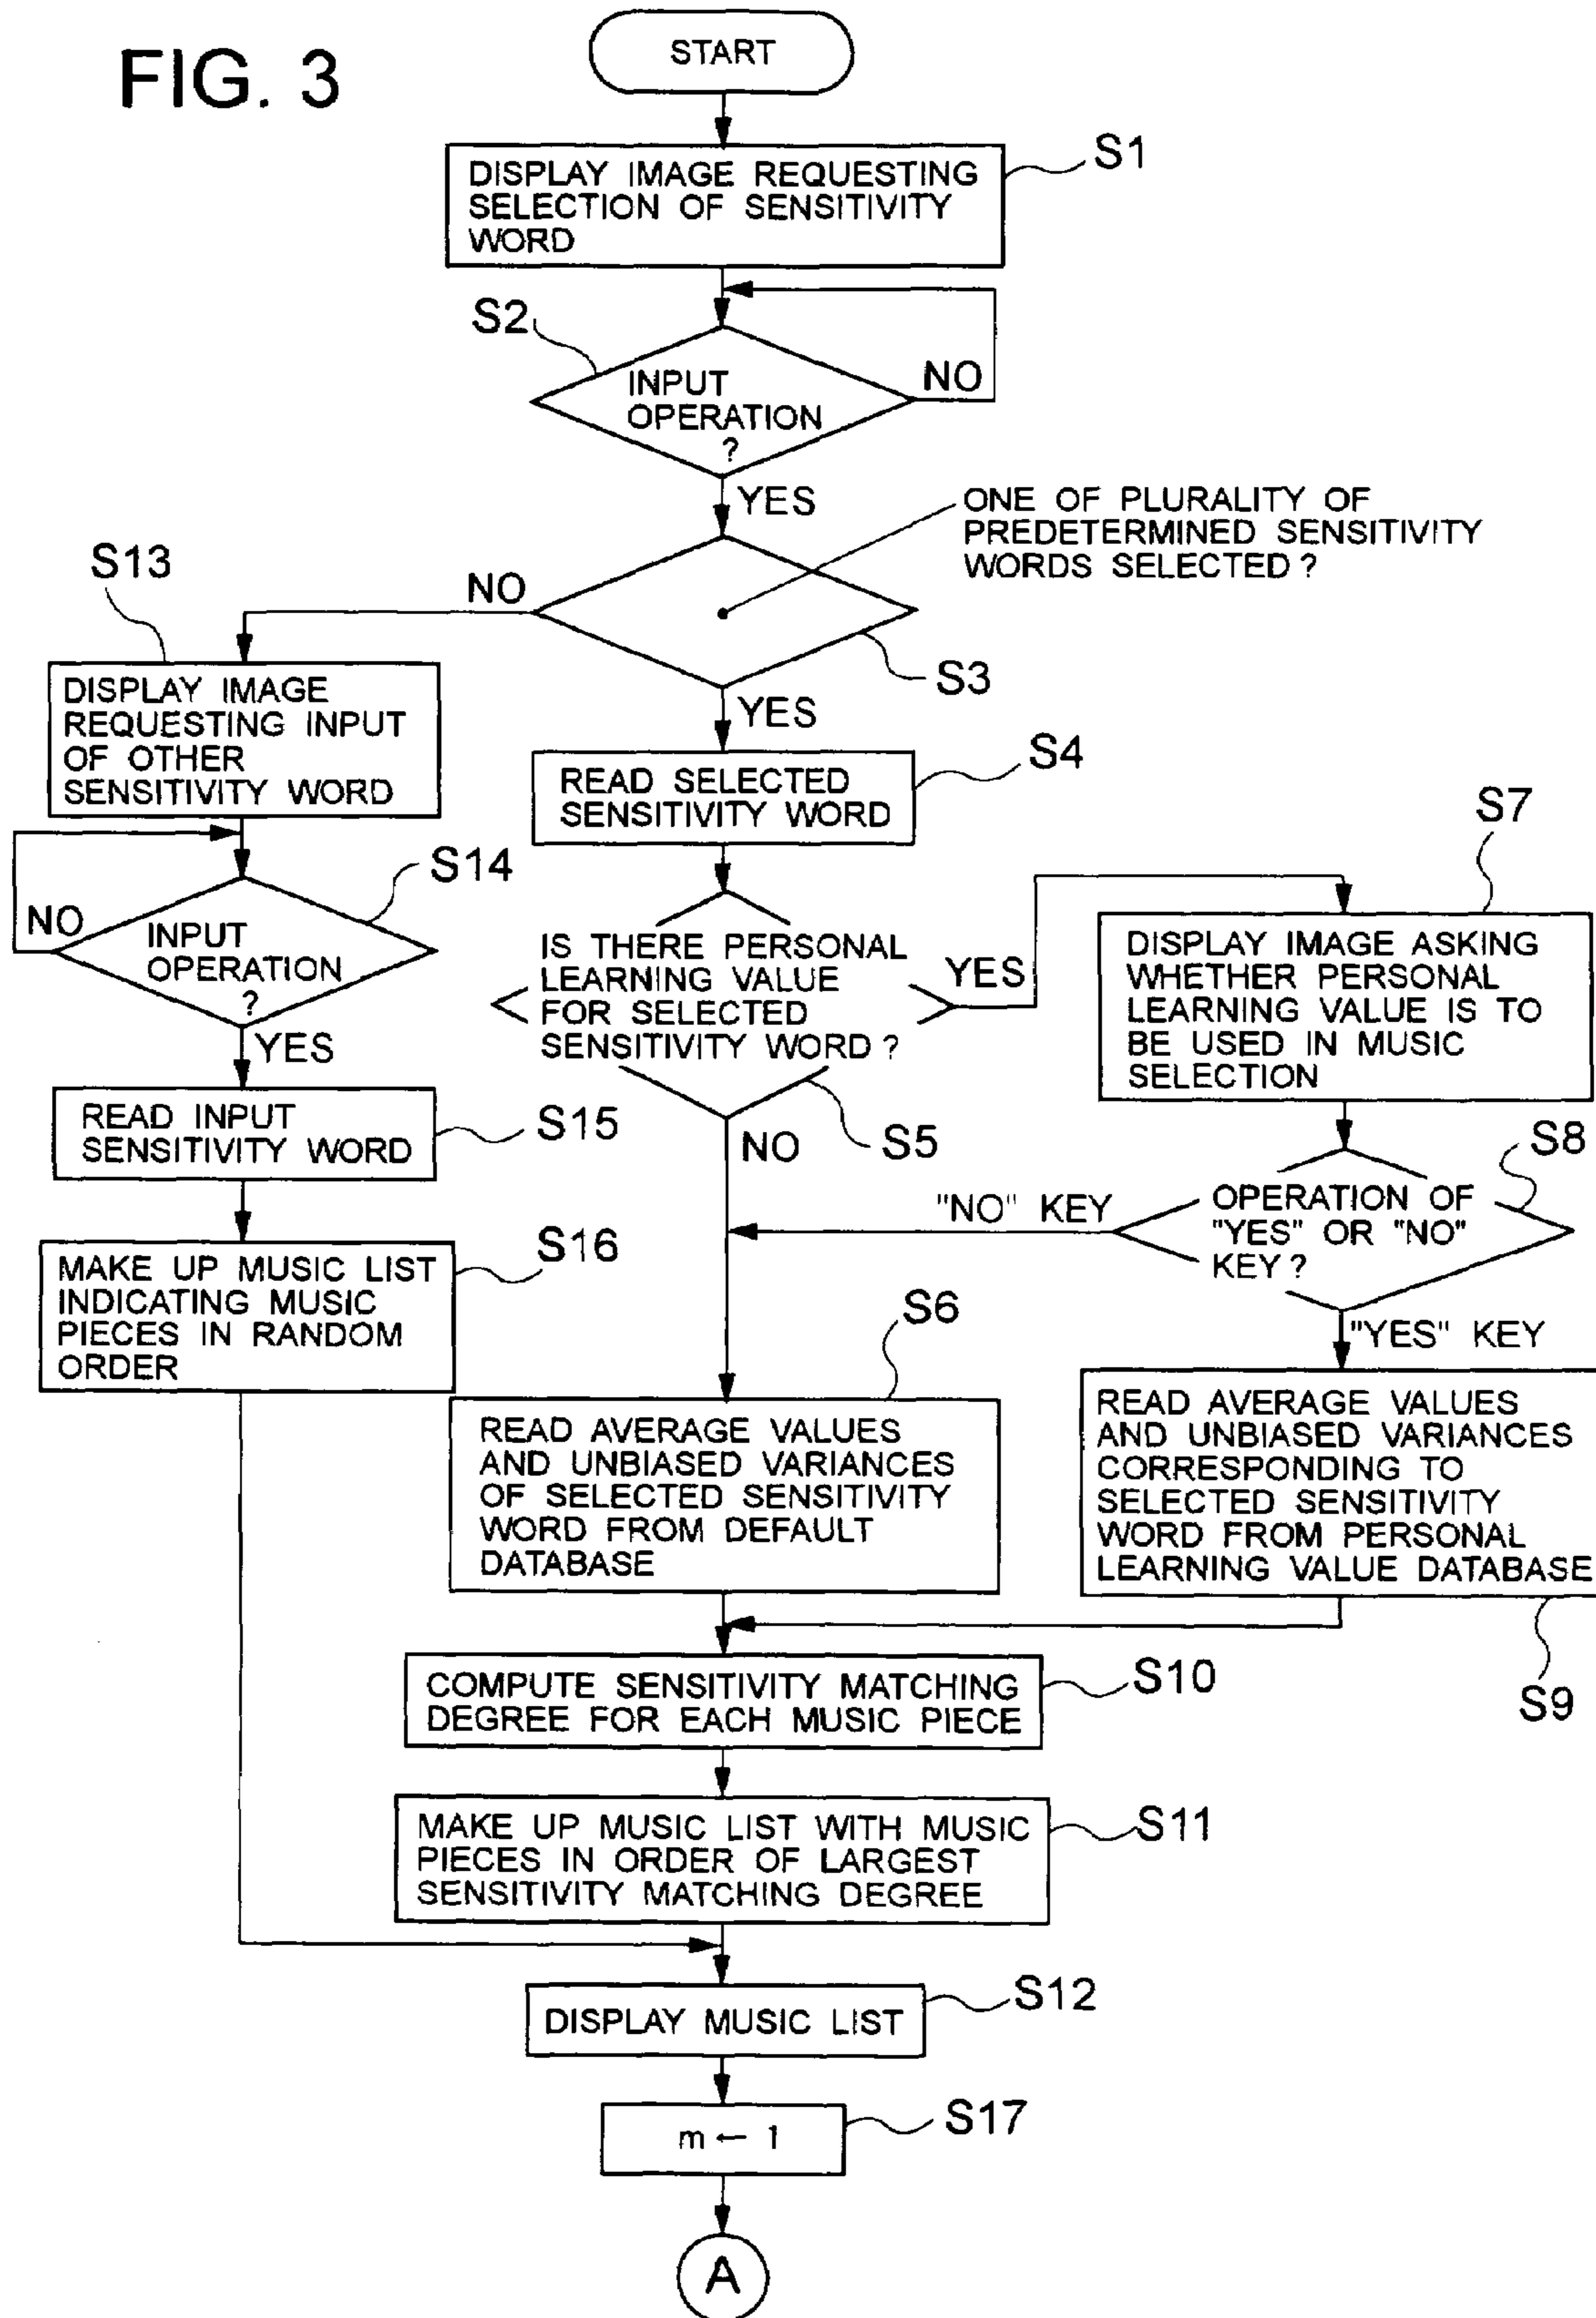 FIG. 3
START
S1
DISPLAY IMAGE REQUESTING
SELECTION OF SENSITIVITY
WORD
S2
INPUT
OPERATION
?
NO
YES
ONE OF PLURALITY OF
PREDETERMINED SENSITIVITY
WORDS SELECTED ?
S3
NO
YES
S13
DISPLAY IMAGE
REQUESTING INPUT
OF OTHER
SENSITIVITY WORD
S14
INPUT
OPERATION
?
NO
YES
READ INPUT
SENSITIVITY WORD
S15
MAKE UP MUSIC LIST
INDICATING MUSIC
PIECES IN RANDOM
ORDER
S16
READ SELECTED
SENSITIVITY WORD
S4
IS THERE PERSONAL
LEARNING VALUE
FOR SELECTED
SENSITIVITY WORD ?
YES
NO
S5
S7
DISPLAY IMAGE ASKING
WHETHER PERSONAL
LEARNING VALUE IS TO
BE USED IN MUSIC
SELECTION
S8
OPERATION OF
"YES" OR "NO"
KEY ?
"NO" KEY
"YES" KEY
S6
READ AVERAGE VALUES
AND UNBIASED VARIANCES
OF SELECTED SENSITIVITY
WORD FROM DEFAULT
DATABASE
READ AVERAGE VALUES
AND UNBIASED VARIANCES
CORRESPONDING TO
SELECTED SENSITIVITY
WORD FROM PERSONAL
LEARNING VALUE DATABASE
S9
COMPUTE SENSITIVITY MATCHING
DEGREE FOR EACH MUSIC PIECE
S10
MAKE UP MUSIC LIST WITH MUSIC
PIECES IN ORDER OF LARGEST
SENSITIVITY MATCHING DEGREE
S11
DISPLAY MUSIC LIST
S12
m ← 1
S17
A